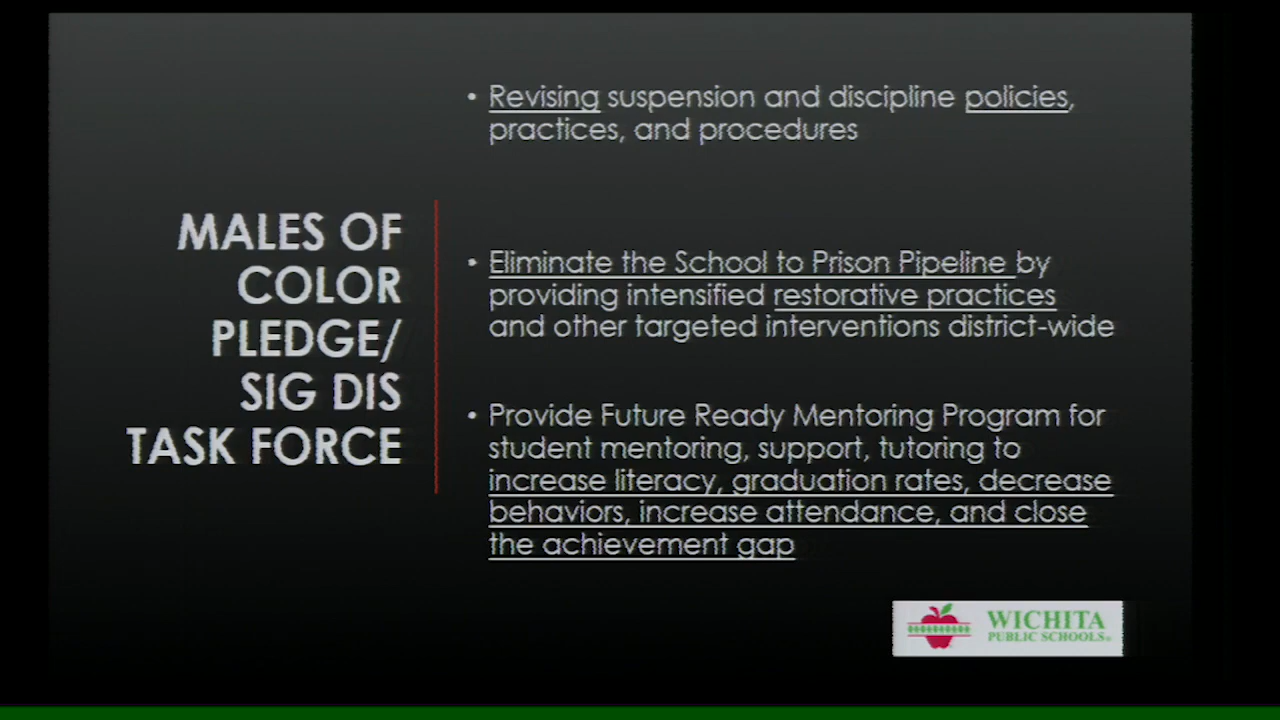 MALES OF
COLOR
PLEDGE/
SIG DIS
TASK FORCE
• Revising suspension and discipline policies,
practices, and procedures
• Eliminate the School to Prison Pipeline by
providing intensified restorative practices
and other targeted interventions district-wide
• Provide Future Ready Mentoring Program for
student mentoring, support, tutoring to
increase literacy, graduation rates, decrease
behaviors, increase attendance, and close
the achievement gap
WICHITA
PUBLIC SCHOOLS®